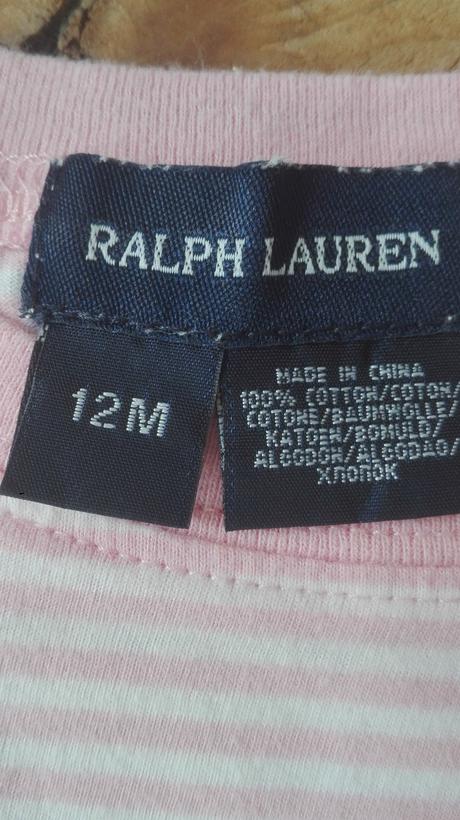 RALPH LAUREN
12M
MADE IN CHINA
100% COTTON/COTON/
COTONE/BAUMWOLLE/
KATOEN/BOMULD/
ALGODON/ALGODAO/
ХЛОПОК